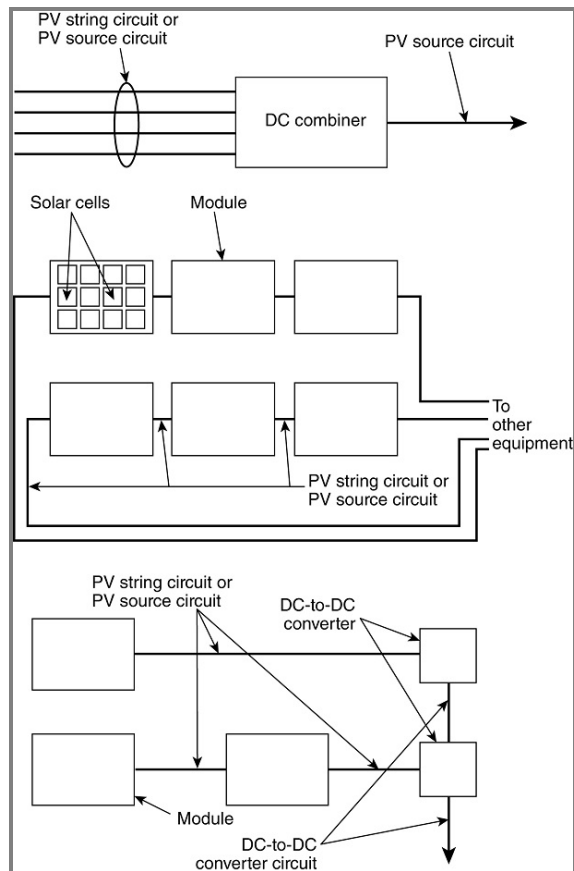 PV string circuit or
PV source circuit
PV source circuit
DC combiner
Solar cells
Module
To
other
equipment
PV string circuit or
PV source circuit
PV string circuit or
PV source circuit
DC-to-DC
converter
Module
DC-to-DC
converter circuit